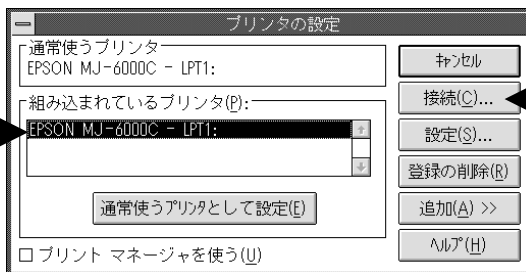 プリンタの設定
通常使うプリンタ
EPSON MJ-6000C - LPT1:
組み込まれているプリンタ(P):
EPSON MJ-6000C - LPT1:
通常使うプリンタとして設定(E)
プリント マネージャを使う(U)
キャンセル
接続(C)...
設定(S)...
登録の削除(R)
追加(A) >>
ヘルプ(H)